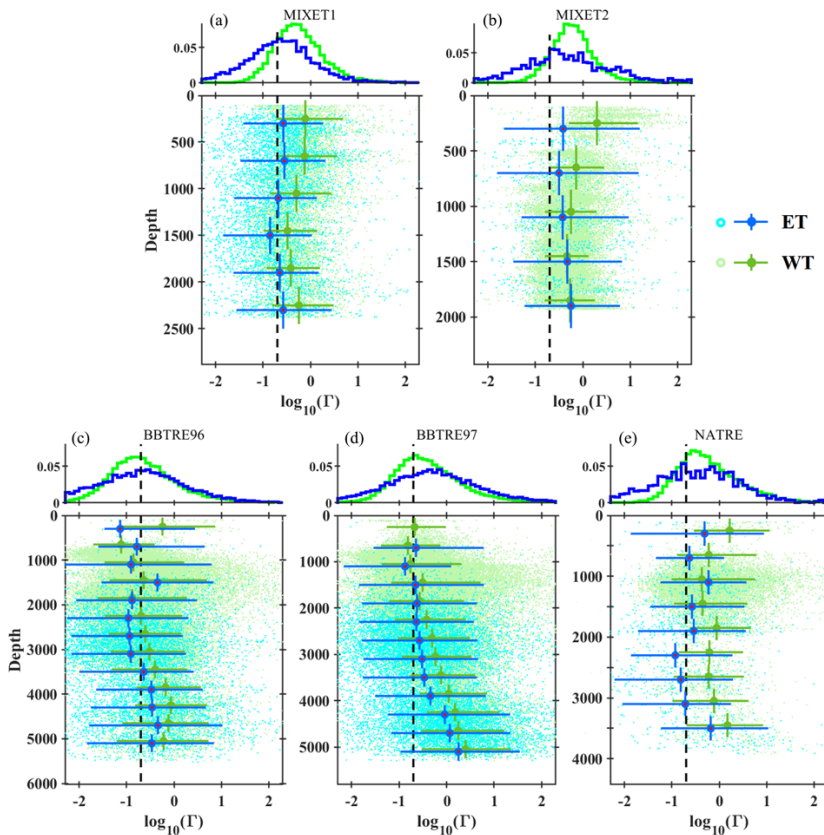 (a) MIXET1
(b) MIXET2
0.05
0
0.05
0
0
500
1000
1500
2000
2500
Depth
-2 -1 0 1 2
log10(Γ)
0
500
1000
1500
2000
-2 -1 0 1 2
log10(Γ)
ET
WT
(c) BBTRE96
(d) BBTRE97
(e) NATRE
0.05
0
0.05
0
0.05
0
0
1000
2000
3000
4000
5000
6000
Depth
-2 -1 0 1 2
log10(Γ)
0
1000
2000
3000
4000
5000
-2 -1 0 1 2
log10(Γ)
0
1000
2000
3000
4000
-2 -1 0 1 2
log10(Γ)